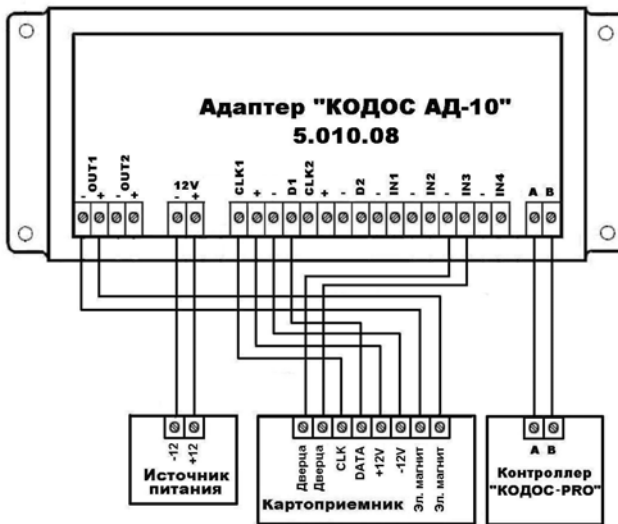 Адаптер "КОДОС АД-10"
5.010.08
- OUT1 + - OUT2 + - 12V + CLK1 + - D1 CLK2 + - D2 - IN1 - IN2 - IN3 - IN4 A B
-12 +12
Источник
питания
Дверца Дверца CLK DATA +12V -12V Эл. магнит Эл. магнит
Картоприемник
A B
Контроллер
"КОДОС-PRO"